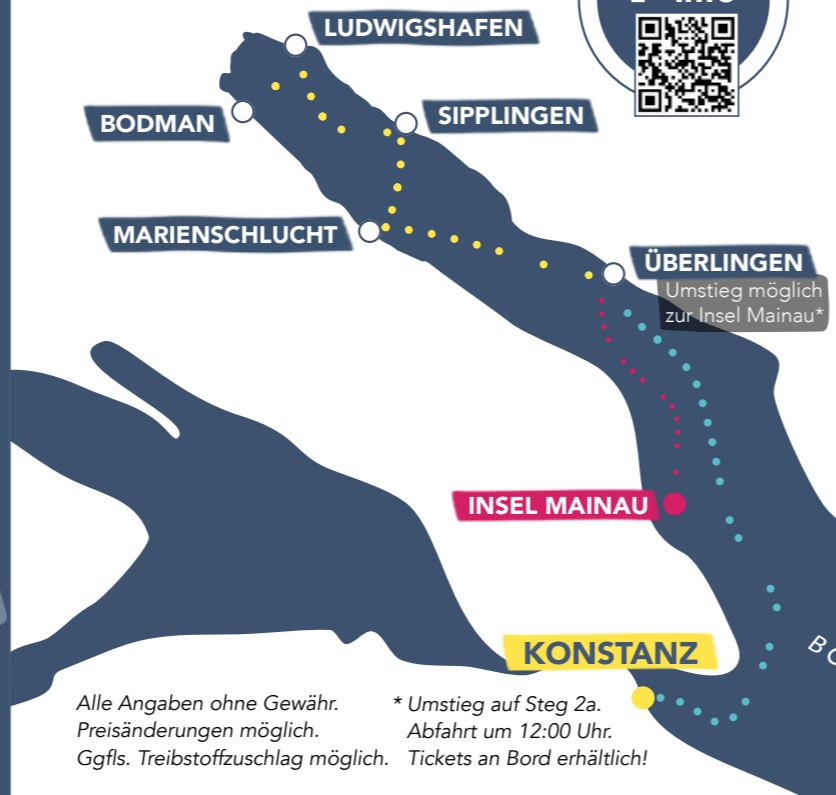 LUDWIGSHAFEN
BODMAN
SIPPLINGEN
MARIENSCHLUCHT
ÜBERLINGEN
Umstieg möglich
zur Insel Mainau*
INSEL MAINAU
KONSTANZ
Alle Angaben ohne Gewähr.
Preisänderungen möglich.
Ggfls. Treibstoffzuschlag möglich.
* Umstieg auf Steg 2a.
Abfahrt um 12:00 Uhr.
Tickets an Bord erhältlich!